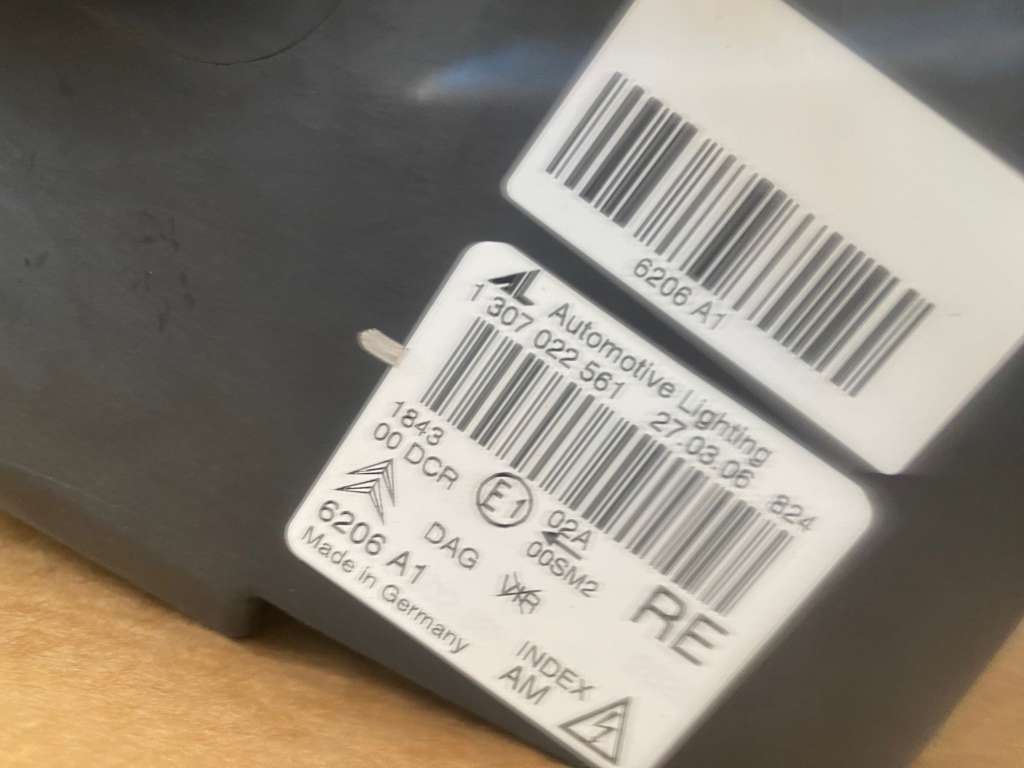 6206 A1
AL Automotive Lighting
1 307 022 561 27.03.06 824
1843
00 DCR E1 02A
DAG 00SM2
6206 A1 RE
Made in Germany
INDEX
AM